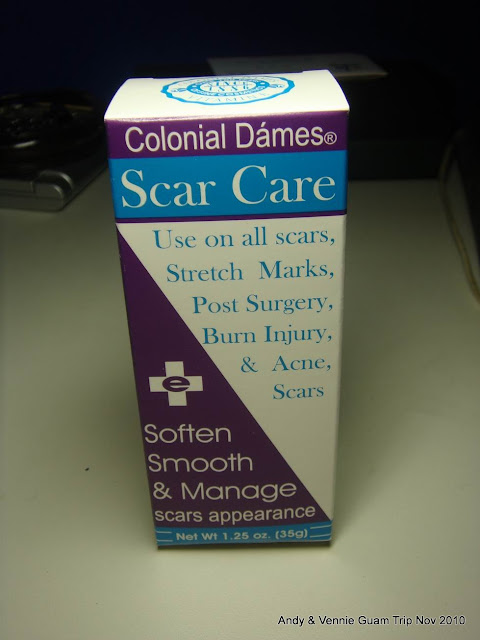 Colonial Dámes®
Scar Care
Use on all scars,
Stretch Marks,
Post Surgery,
Burn Injury,
& Acne,
Scars
e
Soften
Smooth
& Manage
scars appearance
Net Wt 1.25 oz. (35g)
Andy & Vennie Guam Trip Nov 2010